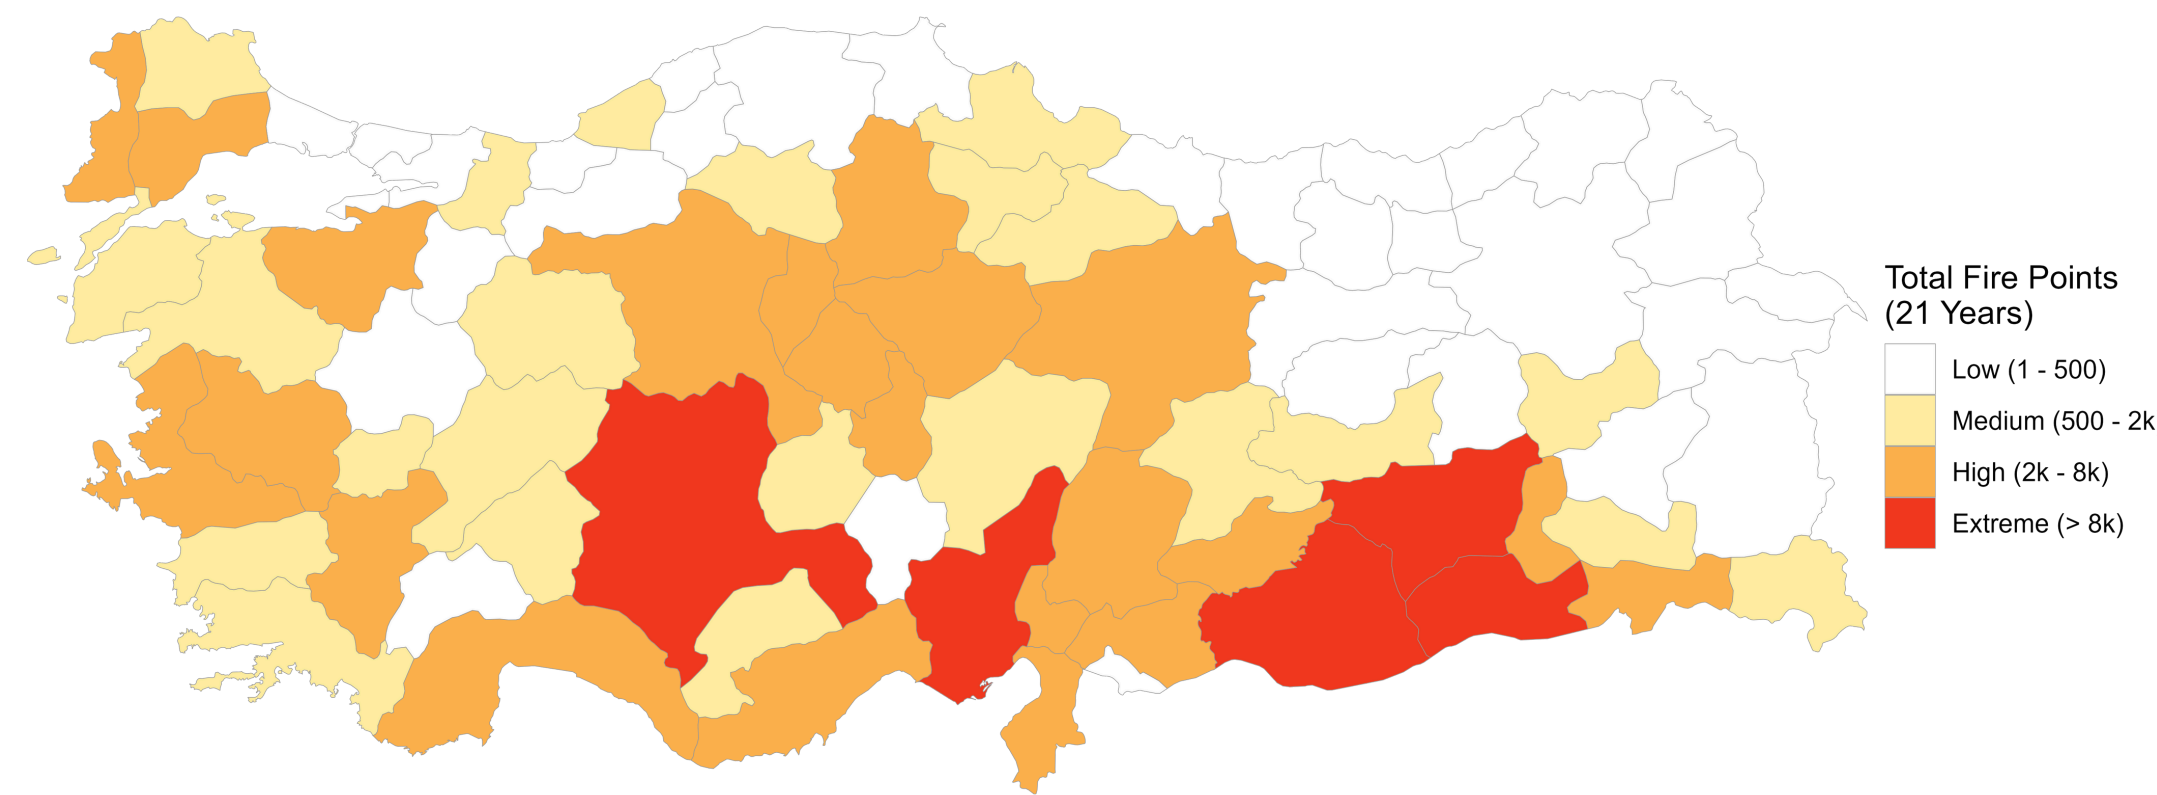 Total Fire Points
(21 Years)
Low (1 - 500)
Medium (500 - 2k
High (2k - 8k)
Extreme (> 8k)